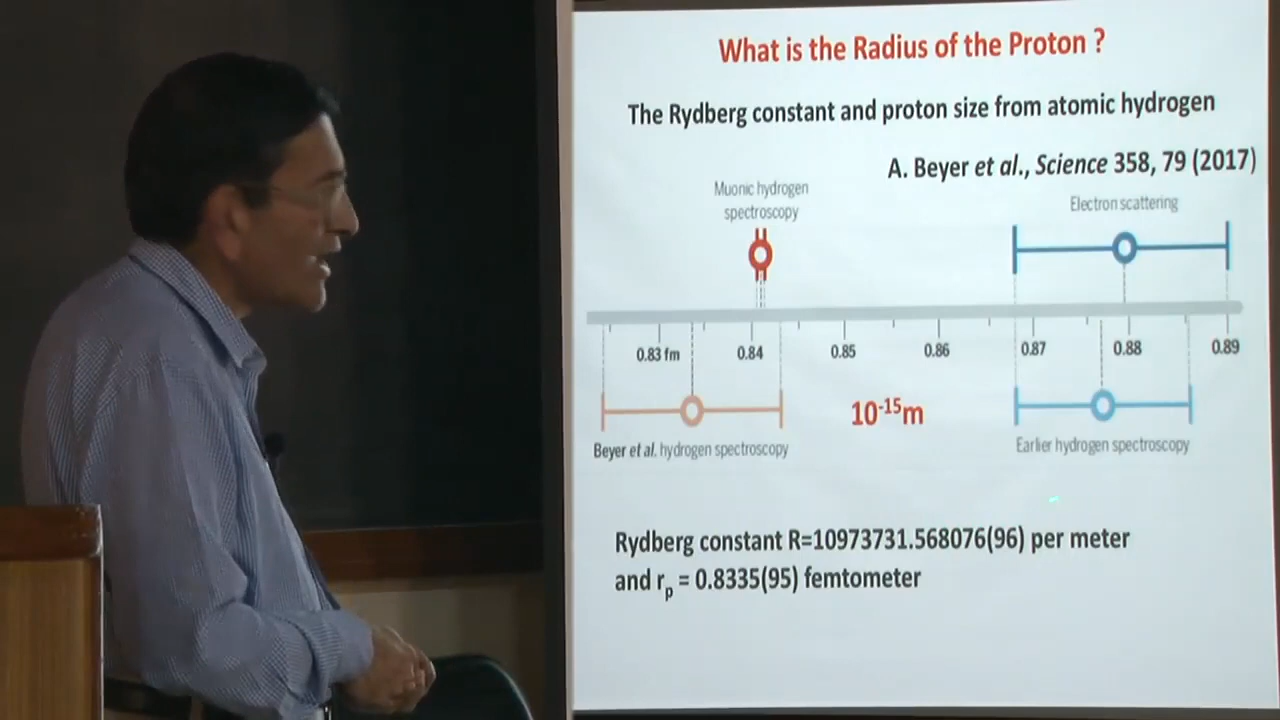 What is the Radius of the Proton ?
The Rydberg constant and proton size from atomic hydrogen
A. Beyer et al., Science 358, 79 (2017)
Muonic hydrogen
spectroscopy
Electron scattering
0.83 fm 0.84 0.85 0.86 0.87 0.88 0.89
10⁻¹⁵m
Beyer et al. hydrogen spectroscopy
Earlier hydrogen spectroscopy
Rydberg constant R=10973731.568076(96) per meter
and rₚ = 0.8335(95) femtometer